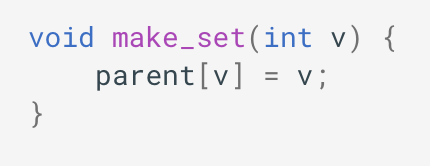 void make_set(int v) {
    parent[v] = v;
}